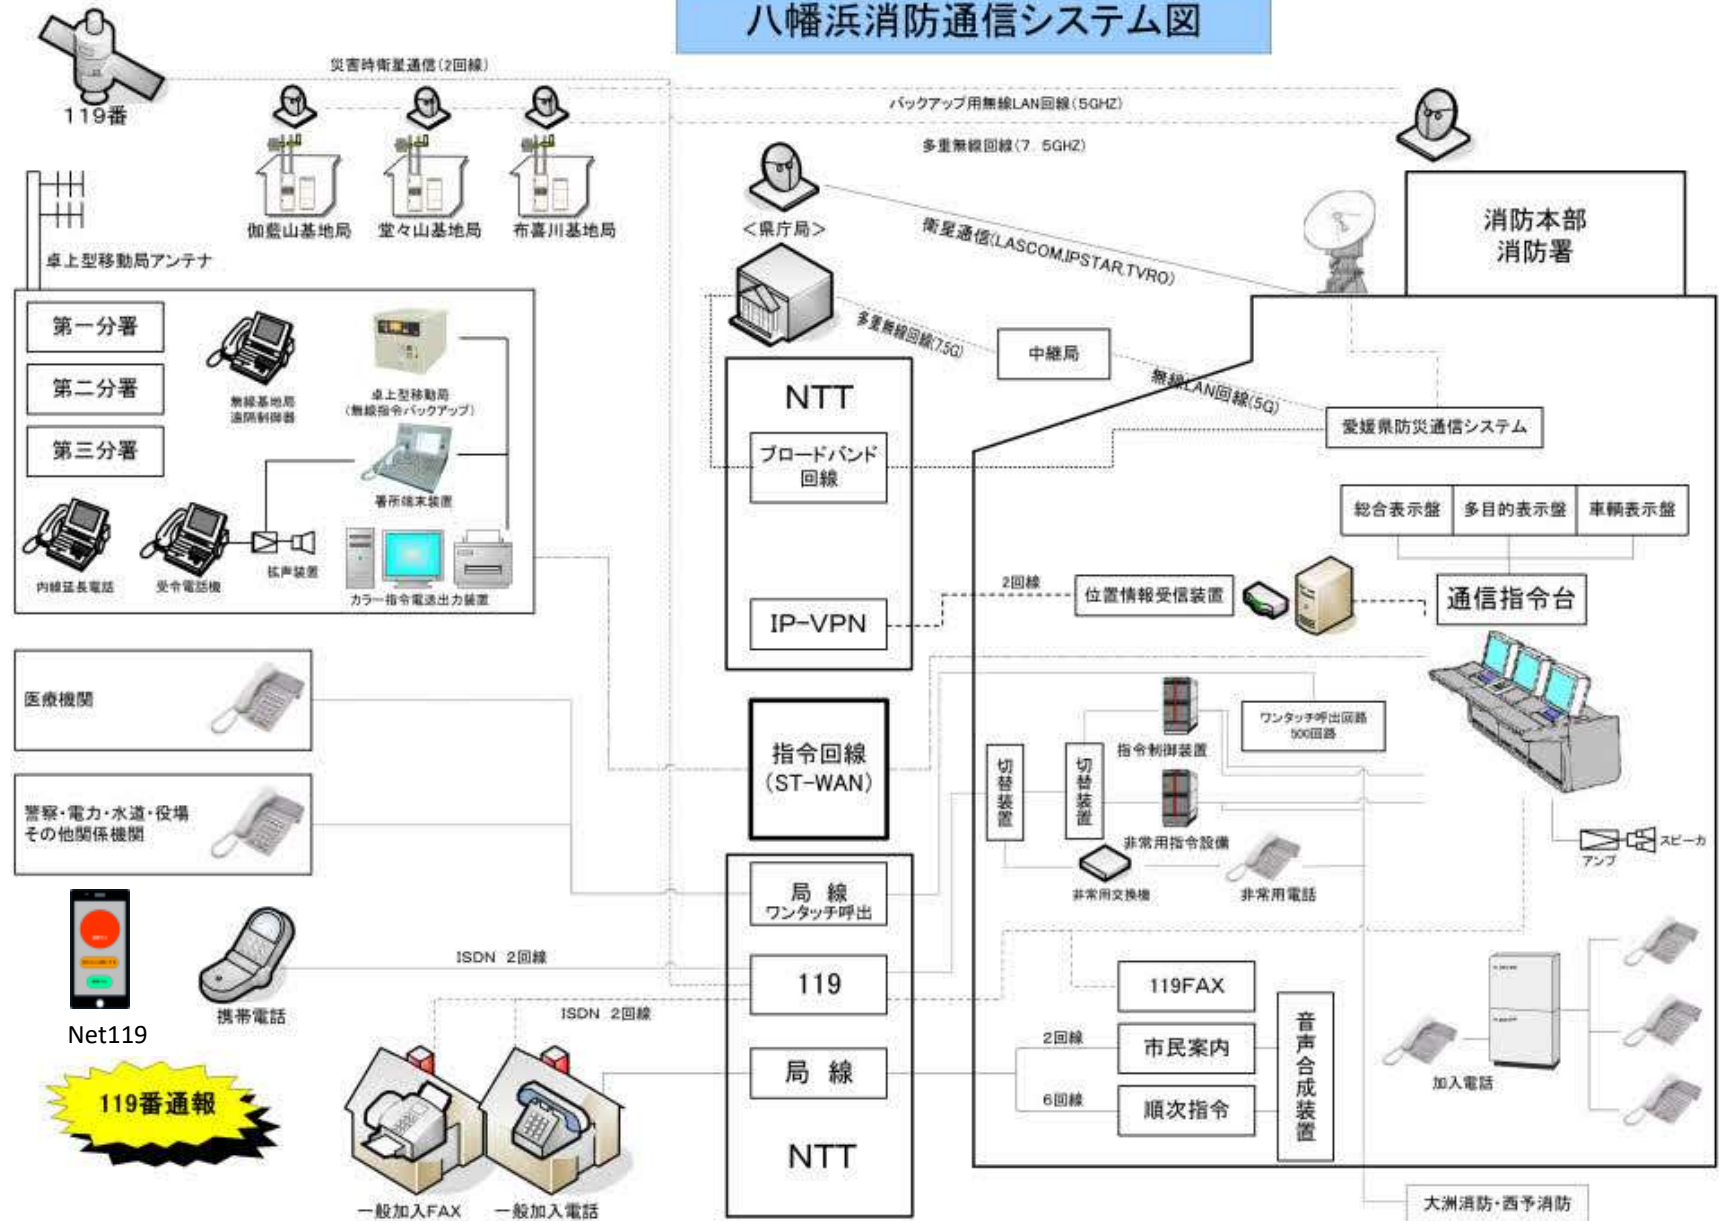 八幡浜消防通信システム図
災害時衛星通信(2回線)
119番
バックアップ用無線LAN回線(5GHZ)
多重無線回線(7.5GHZ)
伽藍山基地局
堂々山基地局
布喜川基地局
<県庁局>
衛星通信(LASCOM,IPSTAR,TVRO)
消防本部
消防署
卓上型移動局アンテナ
第一分署
第二分署
第三分署
無線基地局
遠隔制御器
卓上型移動局
(無線指令バックアップ)
署所端末装置
内線延長電話
受令電話機
拡声装置
カラー指令電送出力装置
多重無線回線(7.5G)
中継局
無線LAN回線(5G)
愛媛県防災通信システム
NTT
ブロードバンド
回線
IP-VPN
2回線
位置情報受信装置
総合表示盤
多目的表示盤
車輌表示盤
通信指令台
医療機関
警察・電力・水道・役場
その他関係機関
指令回線
(ST-WAN)
ワンタッチ呼出回路
500回路
指令制御装置
切替装置
切替装置
非常用指令設備
非常用交換機
非常用電話
アンプ
スピーカ
局 線
ワンタッチ呼出
ISDN 2回線
119
ISDN 2回線
局 線
NTT
Net119
携帯電話
119番通報
一般加入FAX
一般加入電話
119FAX
2回線
市民案内
6回線
順次指令
音声合成装置
加入電話
大洲消防・西予消防